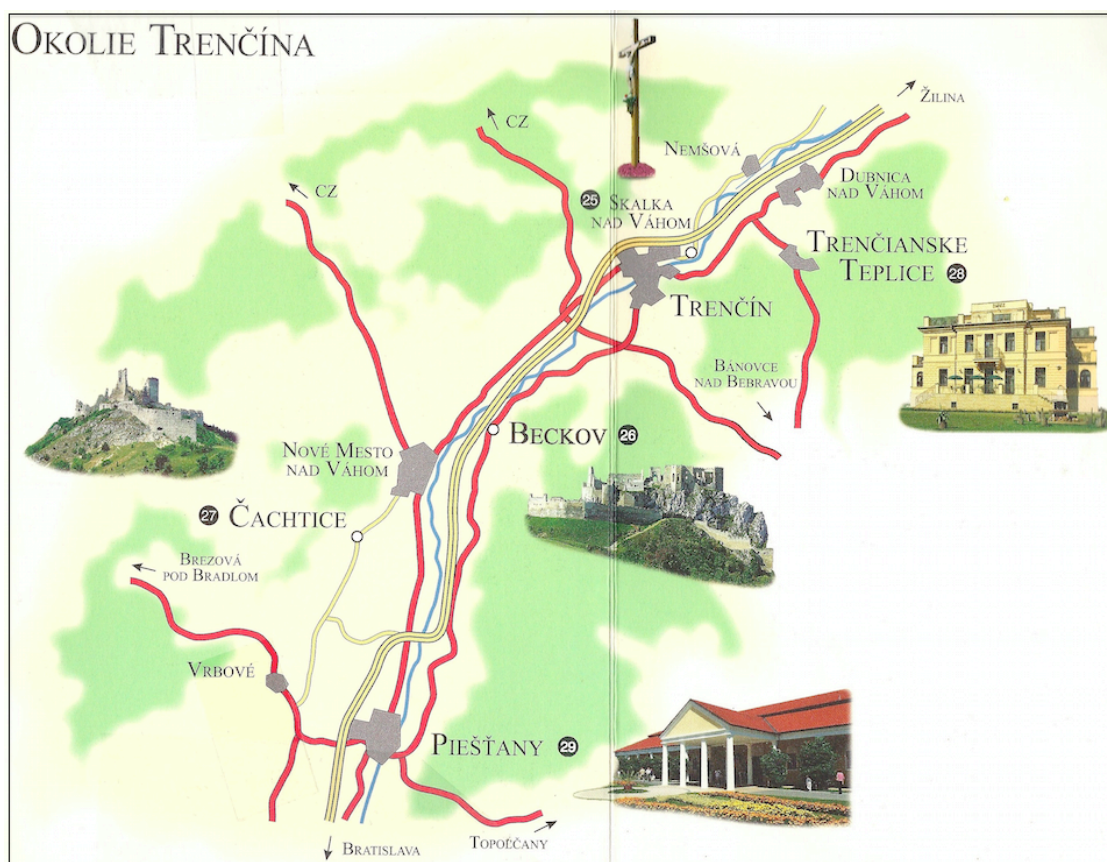 OKOLIE TRENČÍNA
ŽILINA
CZ
NEMŠOVÁ
CZ
DUBNICA
NAD VÁHOM
25 SKALKA
NAD VÁHOM
TRENČIANSKE
TEPLICE 28
TRENČÍN
BÁNOVCE
NAD BEBRAVOU
BECKOV 26
NOVÉ MESTO
NAD VÁHOM
27 ČACHTICE
BREZOVÁ
POD BRADLOM
VRBOVÉ
PIEŠŤANY 29
TOPOĽČANY
BRATISLAVA